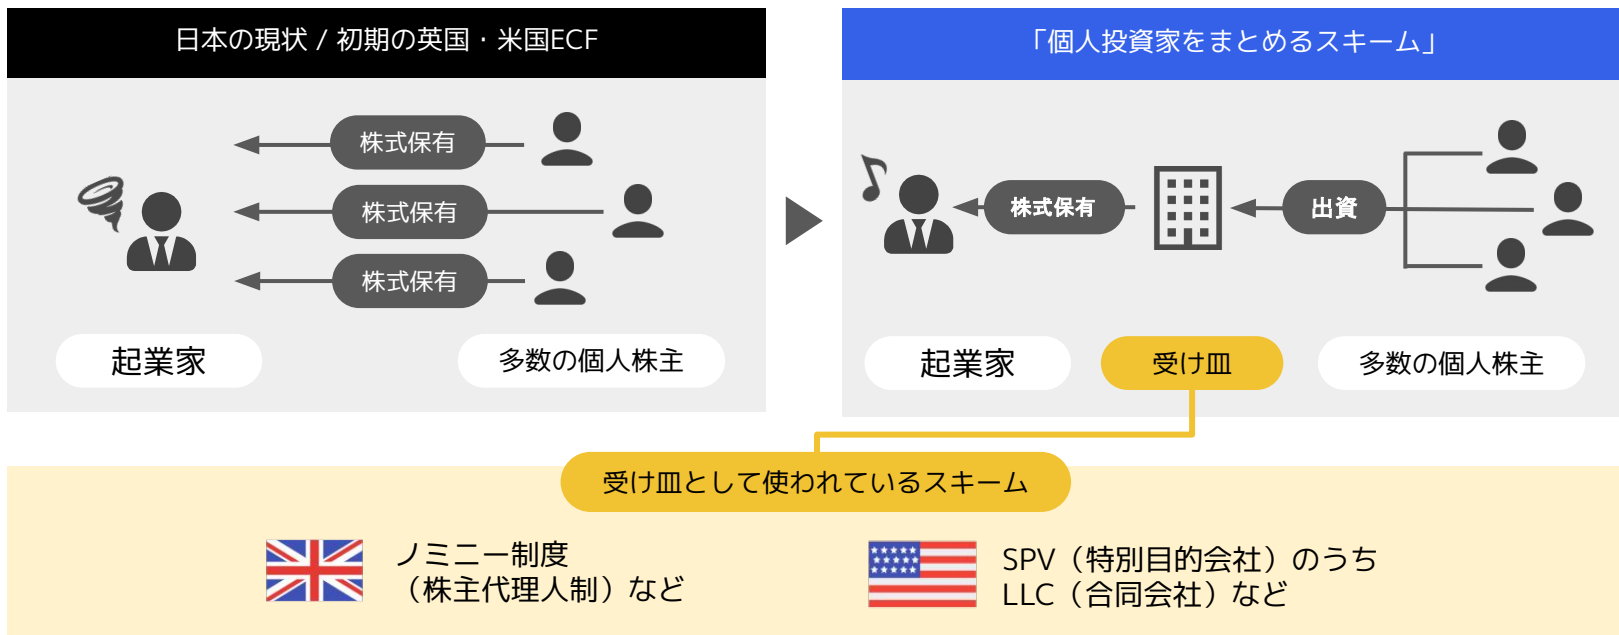 日本の現状 / 初期の英国・米国ECF
株式保有
株式保有
株式保有
起業家
多数の個人株主
「個人投資家をまとめるスキーム」
株式保有
出資
起業家
受け皿
多数の個人株主
受け皿として使われているスキーム
ノミニー制度
（株主代理人制）など
SPV（特別目的会社）のうち
LLC（合同会社）など